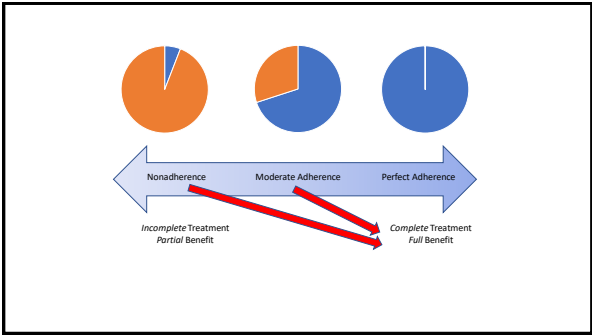 Nonadherence Moderate Adherence Perfect Adherence
Incomplete Treatment
Partial Benefit
Complete Treatment
Full Benefit